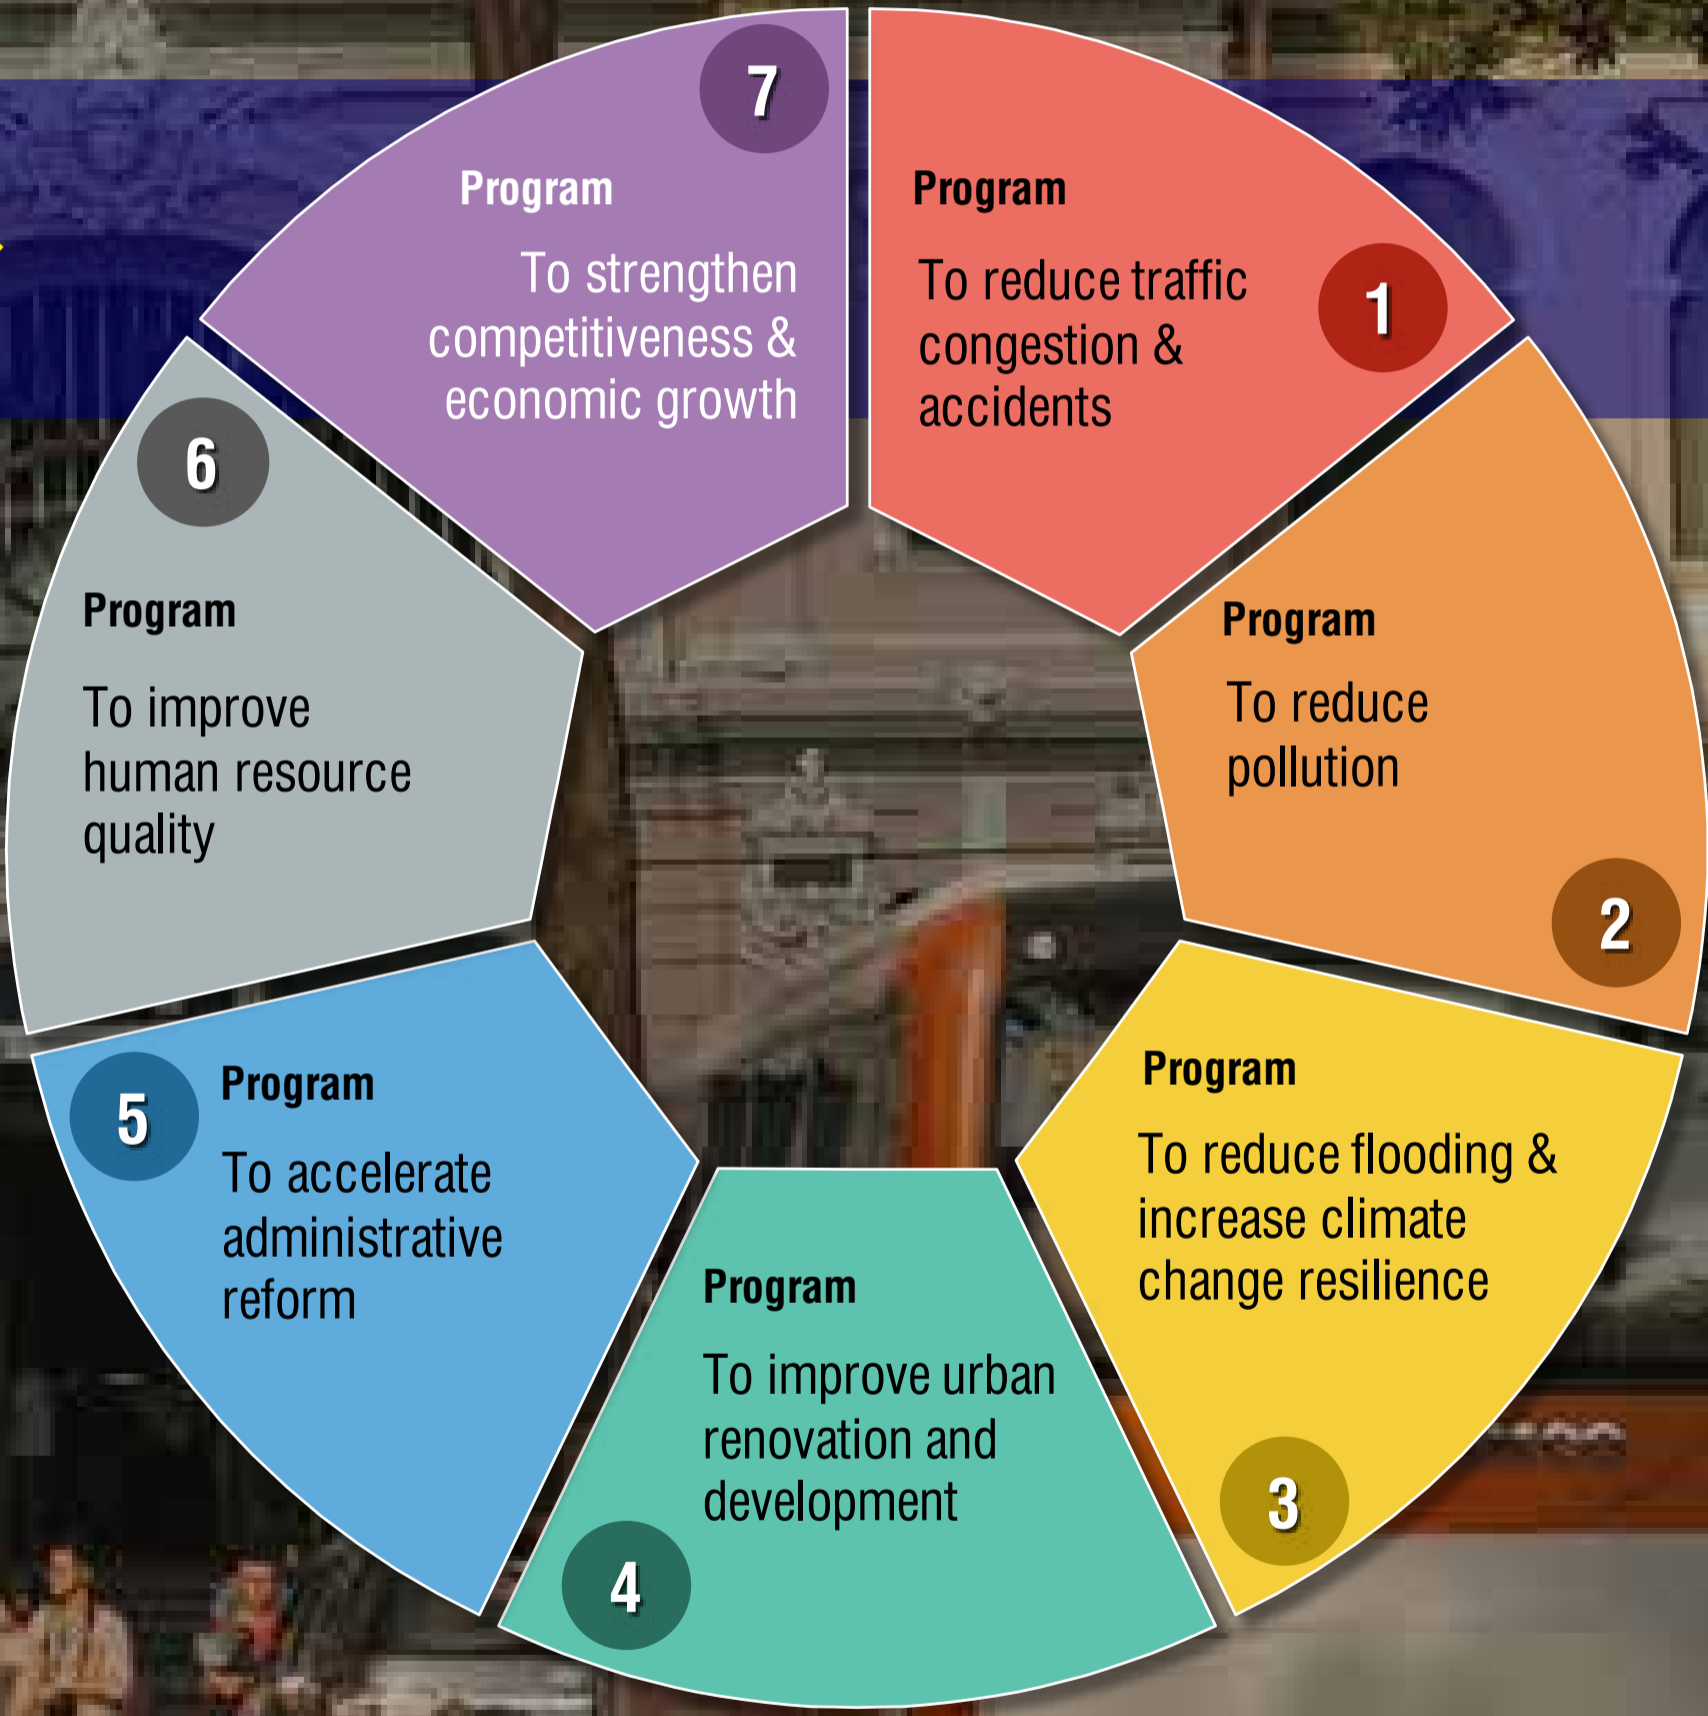 1
Program
To reduce traffic
congestion &
accidents
2
Program
To reduce
pollution
3
Program
To reduce flooding &
increase climate
change resilience
4
Program
To improve urban
renovation and
development
5
Program
To accelerate
administrative
reform
6
Program
To improve
human resource
quality
7
Program
To strengthen
competitiveness &
economic growth